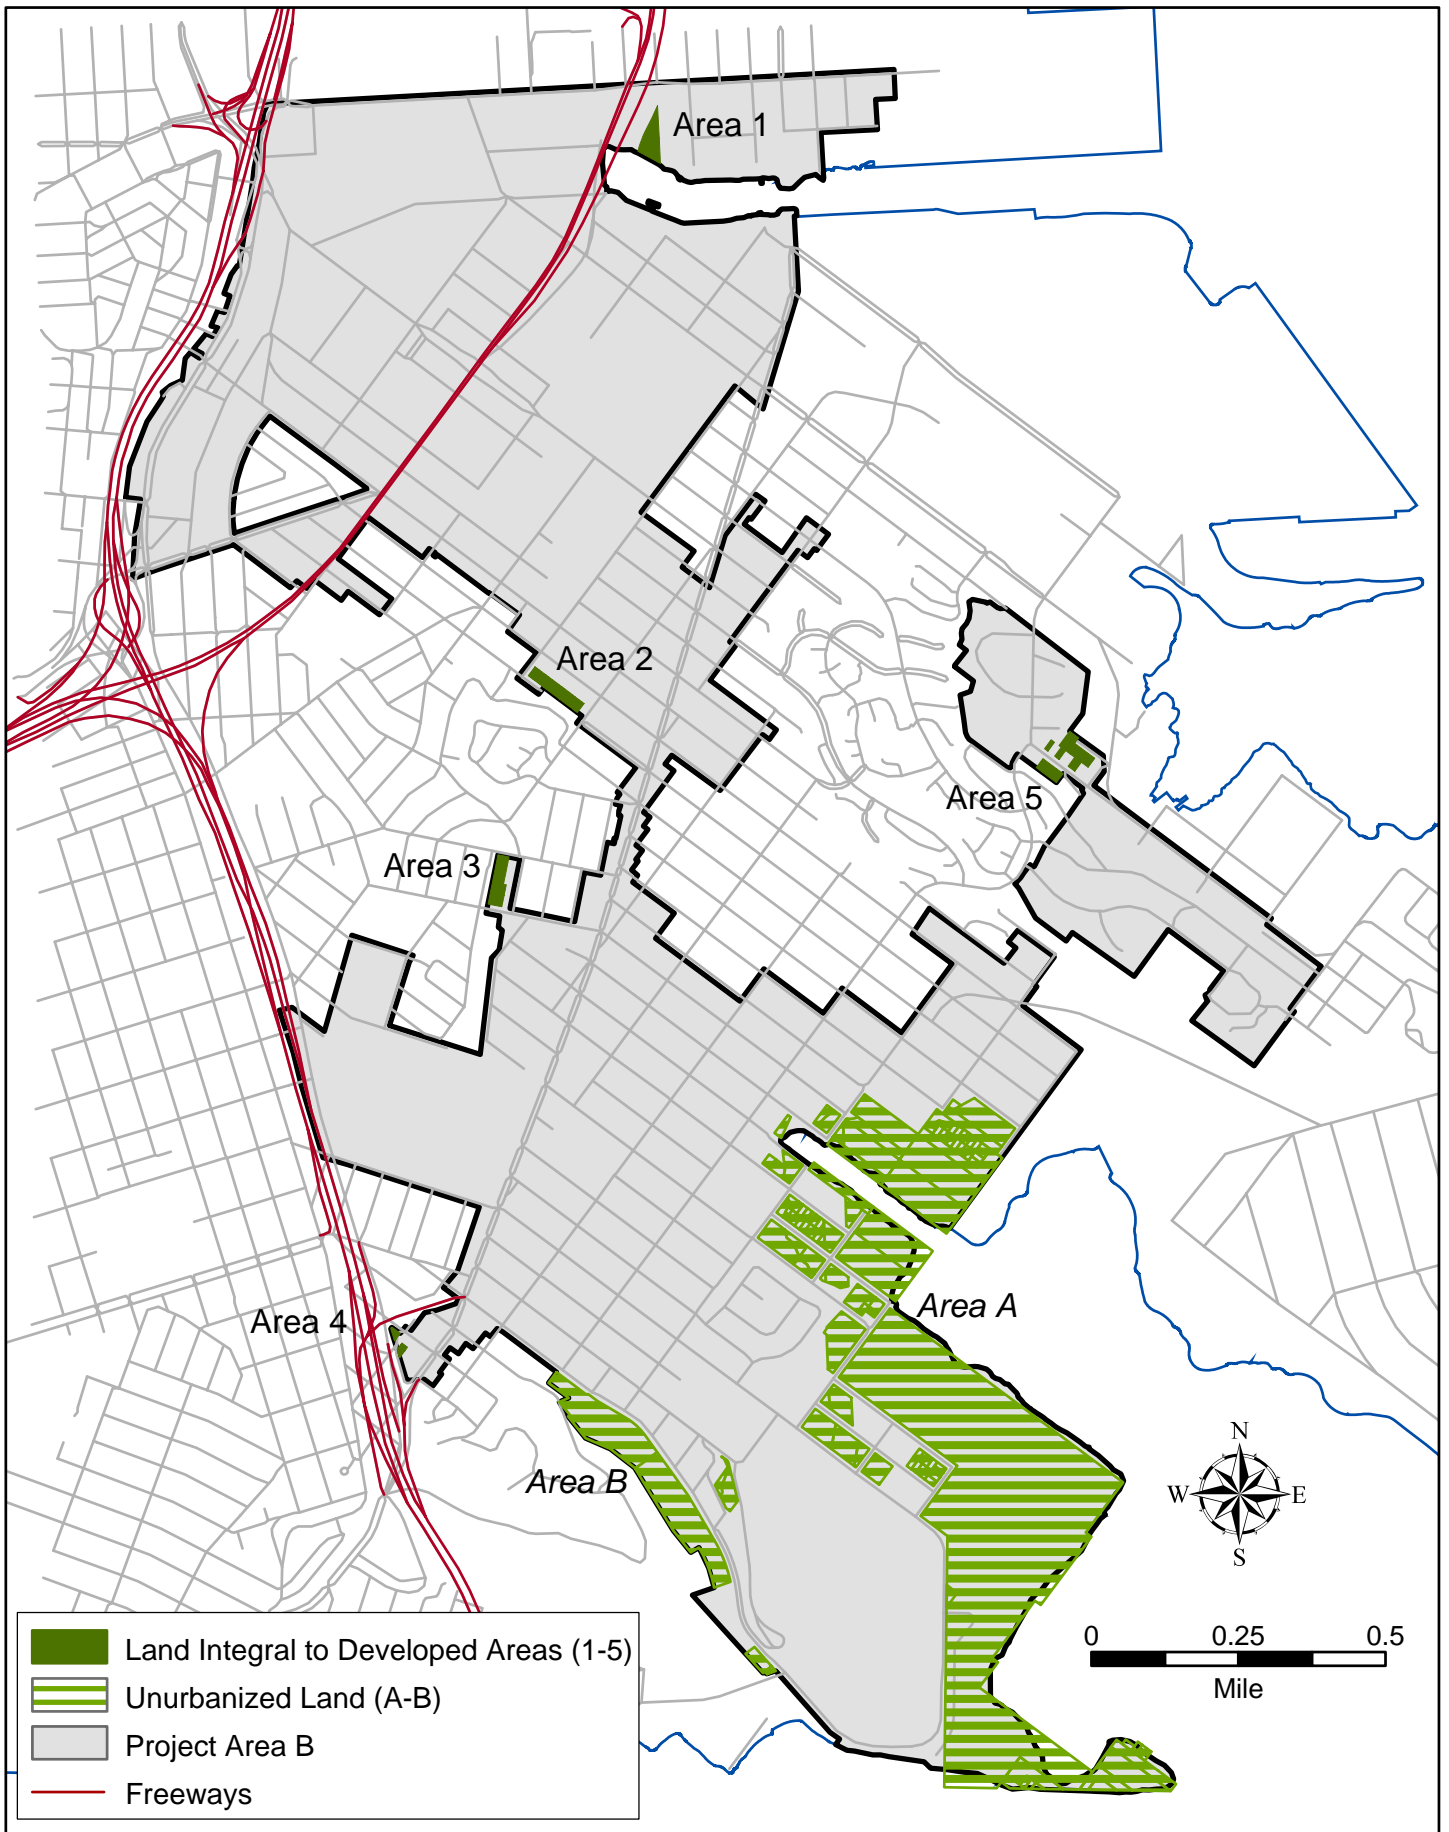 Area 1
Area 2
Area 5
Area 3
Area A
Area 4
Area B
N
W E
S
0 0.25 0.5
Mile
Land Integral to Developed Areas (1-5)
Unurbanized Land (A-B)
Project Area B
Freeways